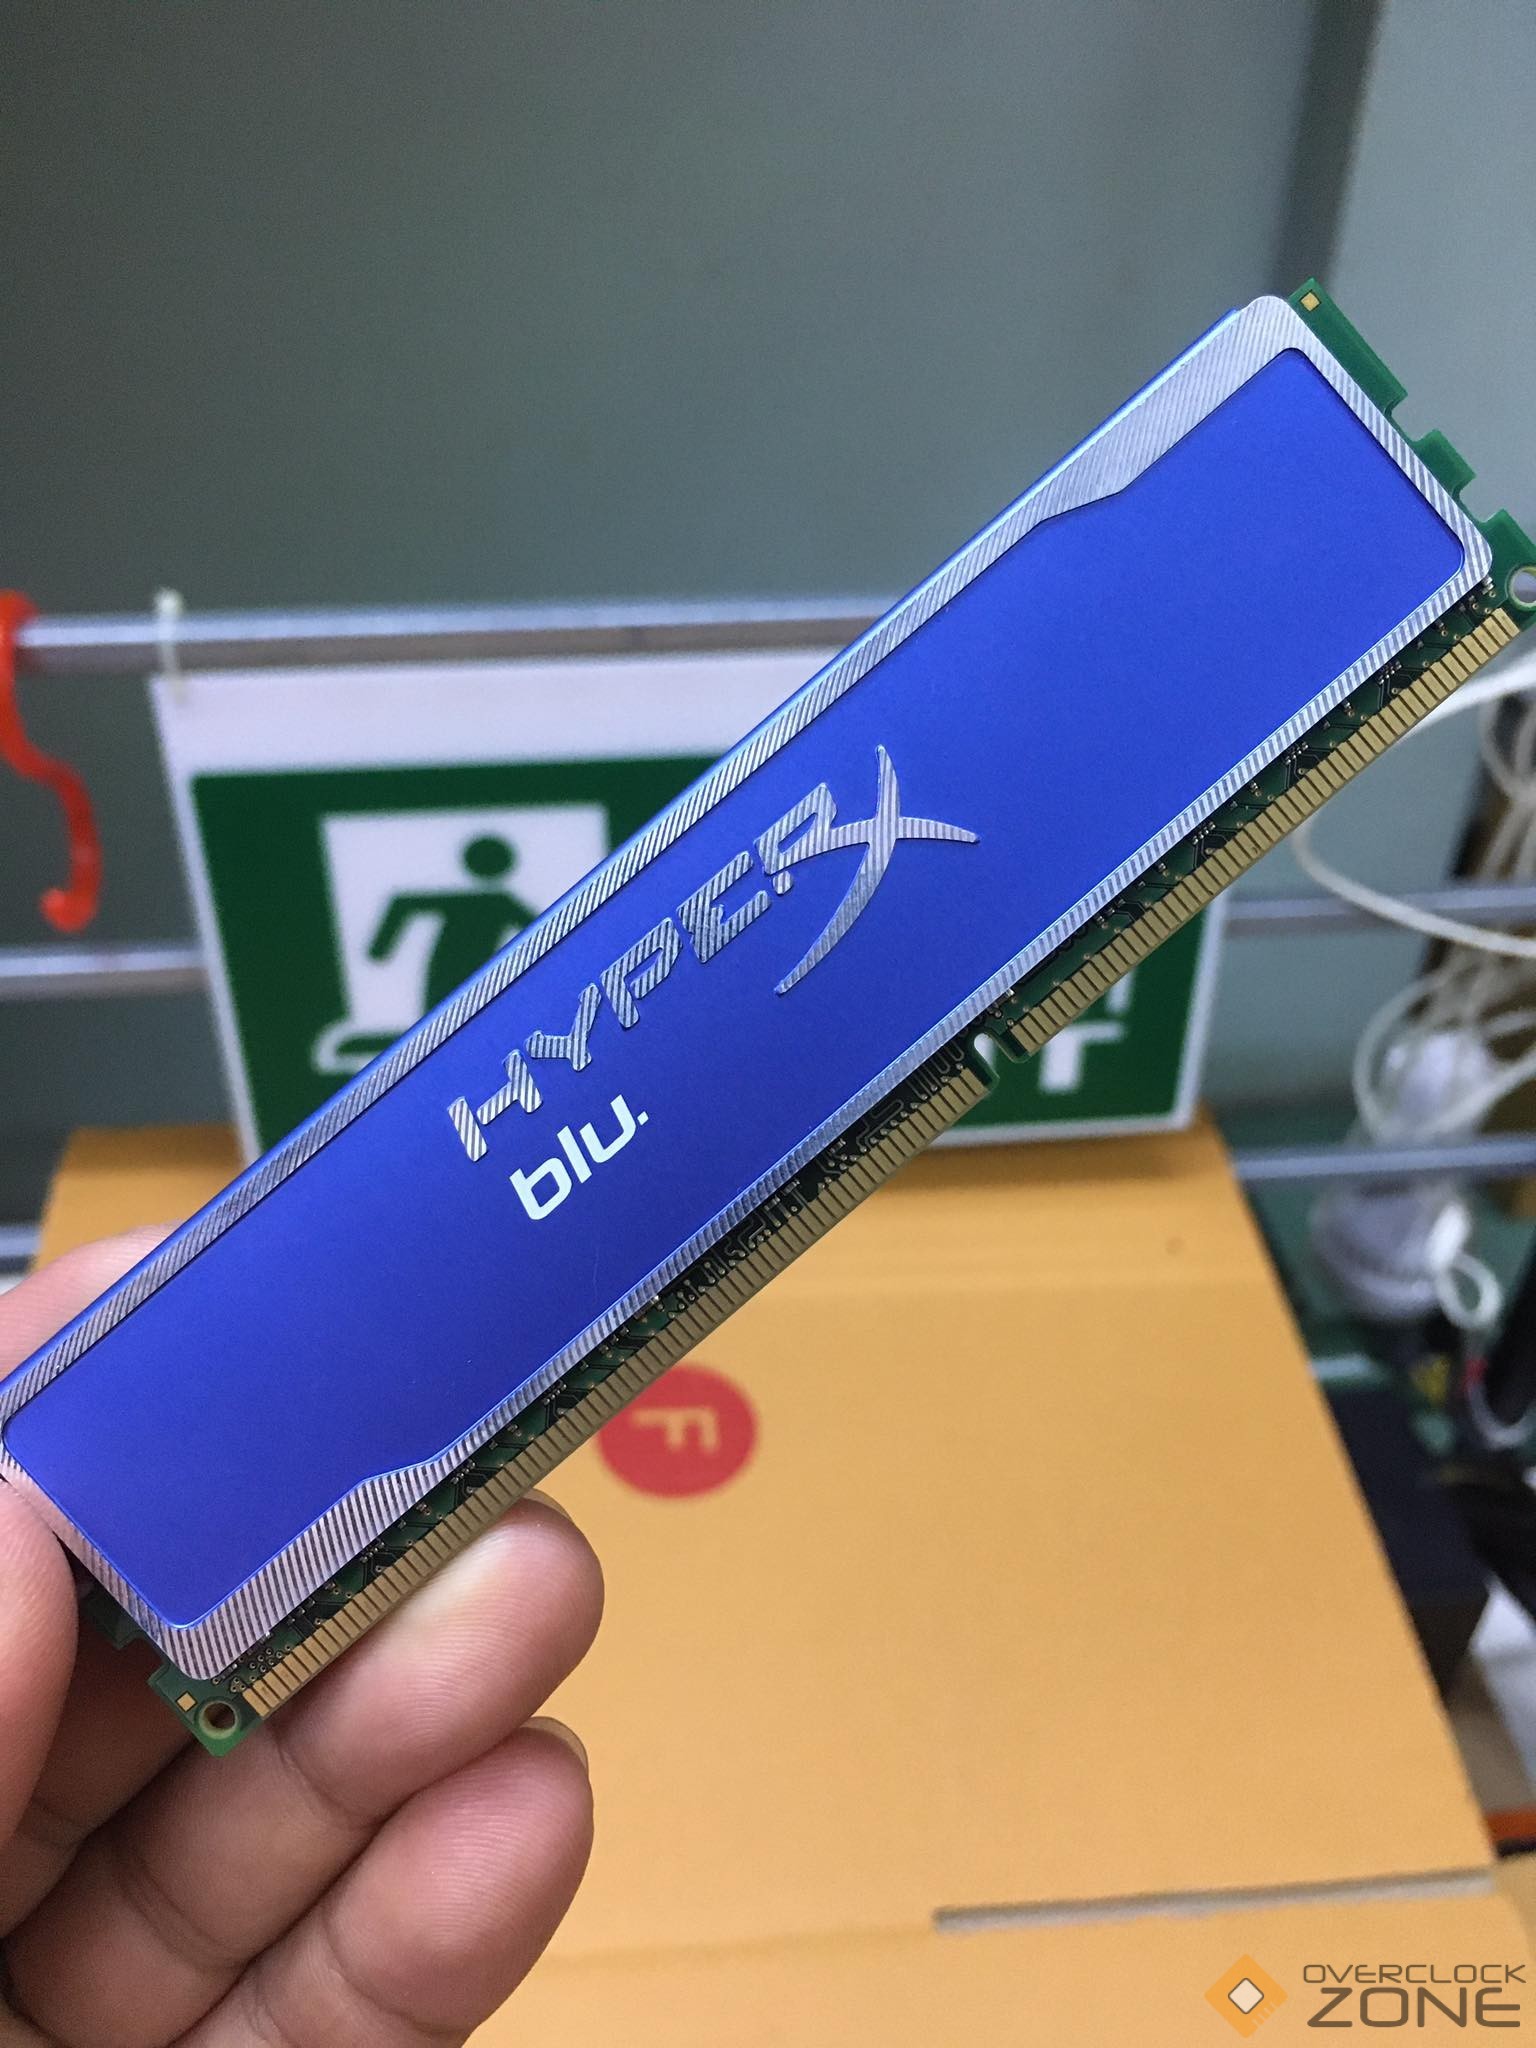 HYPERX
blu.
F
OVERCLOCK
ZONE